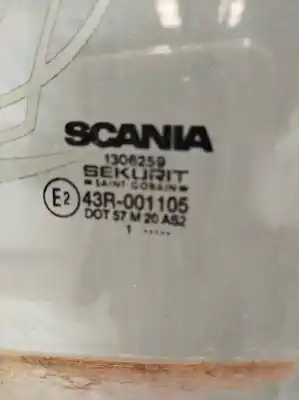 SCANIA
1306259
SEKURIT
SAINT-GOBAIN
E2 43R-001105
DOT 57 M 20 AS2
1 .....